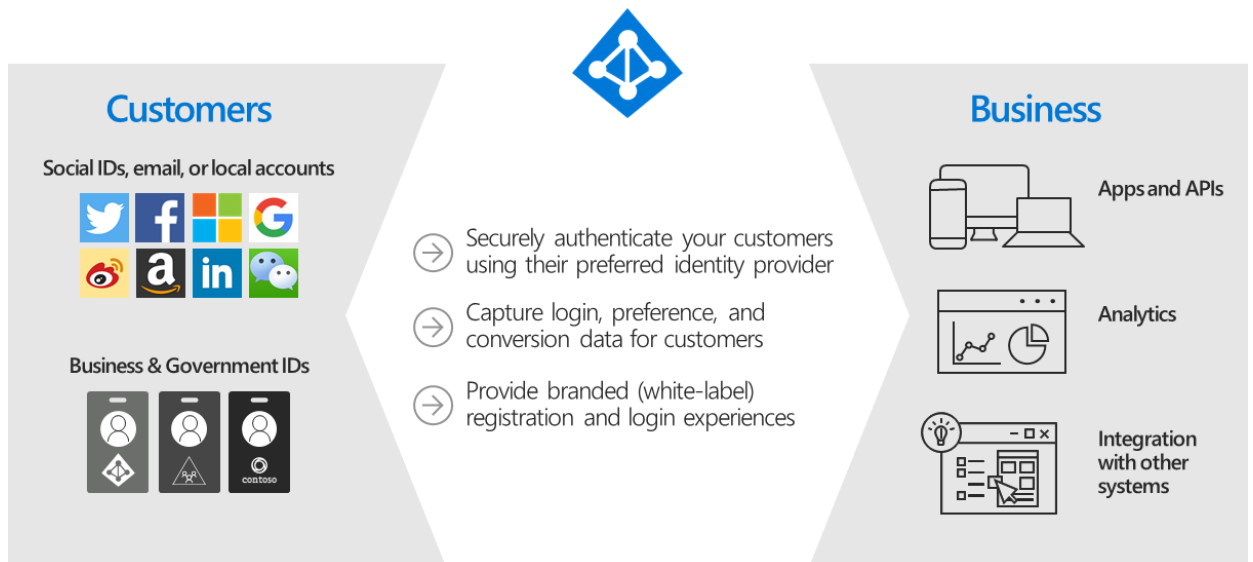 Customers
Social IDs, email, or local accounts
Business & Government IDs
contoso
Securely authenticate your customers
using their preferred identity provider
Capture login, preference, and
conversion data for customers
Provide branded (white-label)
registration and login experiences
Business
Apps and APIs
Analytics
Integration
with other
systems